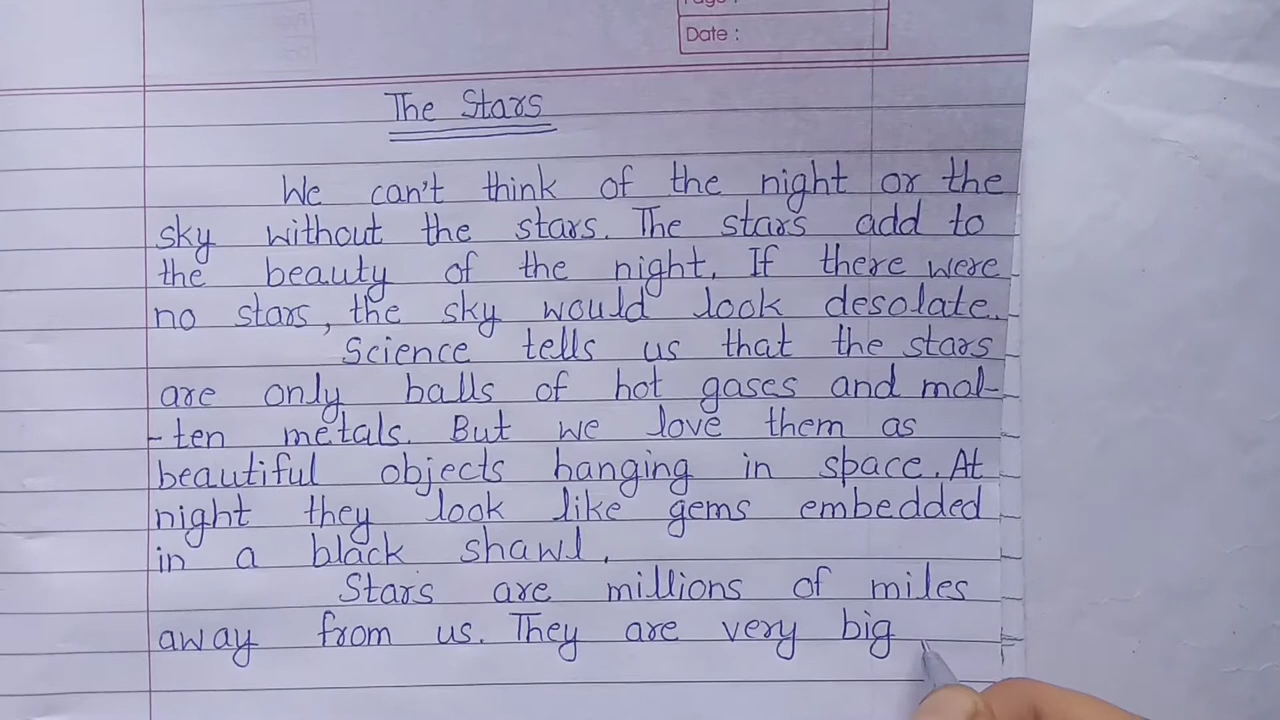 Date :
The Stars
We can't think of the night or the
sky without the stars. The stars add to
the beauty of the night. If there were
no stars, the sky would look desolate.
Science tells us that the stars
are only balls of hot gases and mol-
-ten metals. But we love them as
beautiful objects hanging in space. At
night they look like gems embedded
in a black shawl.
Stars are millions of miles
away from us. They are very big